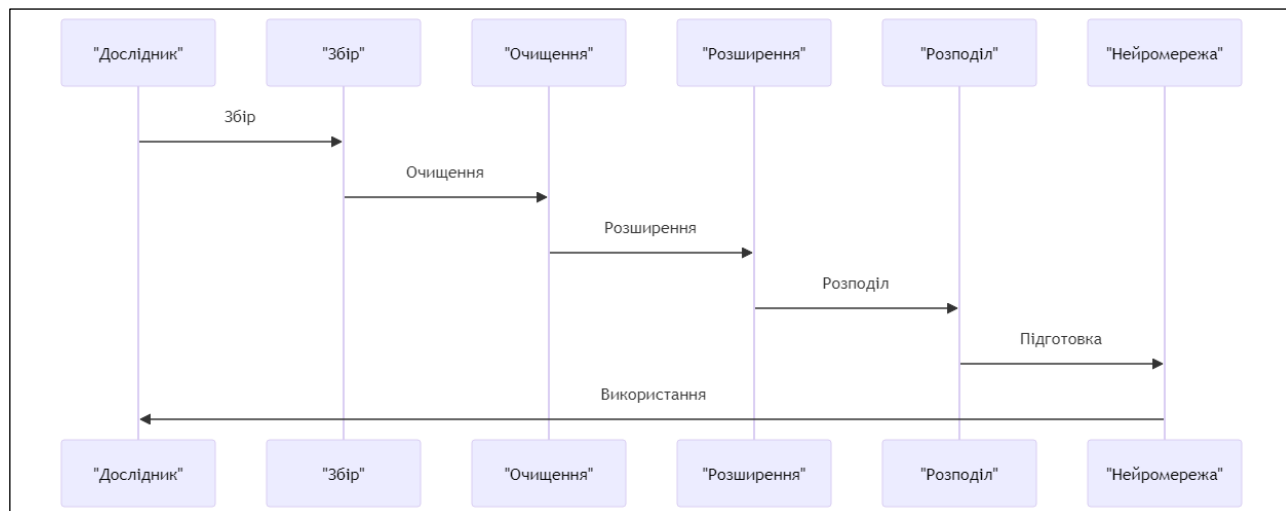 "Дослідник" "Збір" "Очищення" "Розширення" "Розподіл" "Нейромережа"
Збір
Очищення
Розширення
Розподіл
Підготовка
Використання
"Дослідник" "Збір" "Очищення" "Розширення" "Розподіл" "Нейромережа"